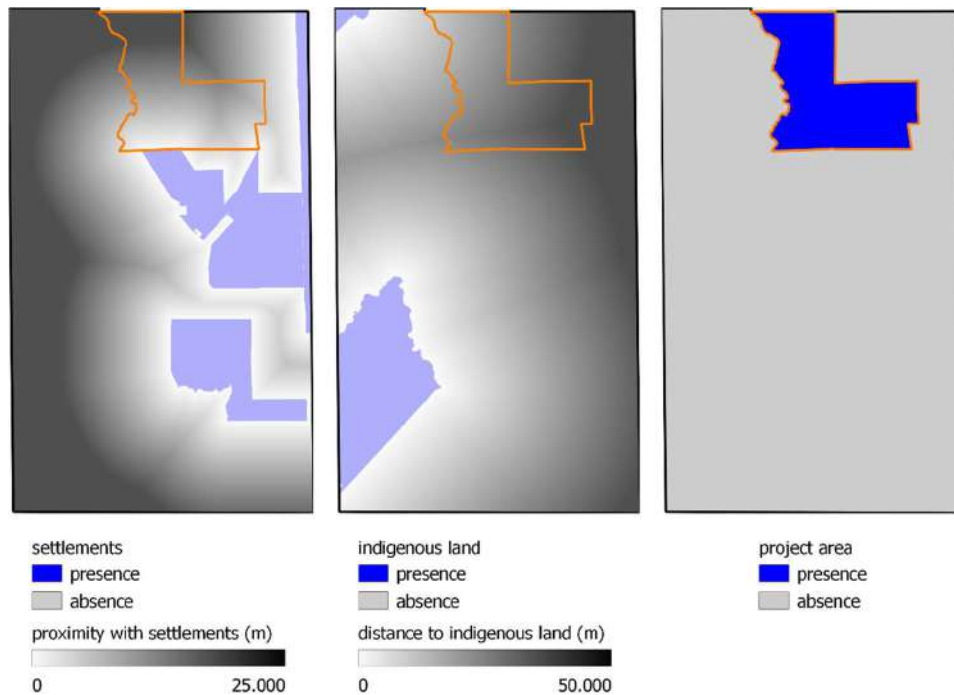 settlements
presence
absence
proximity with settlements (m)
0 25.000
indigenous land
presence
absence
distance to indigenous land (m)
0 50.000
project area
presence
absence